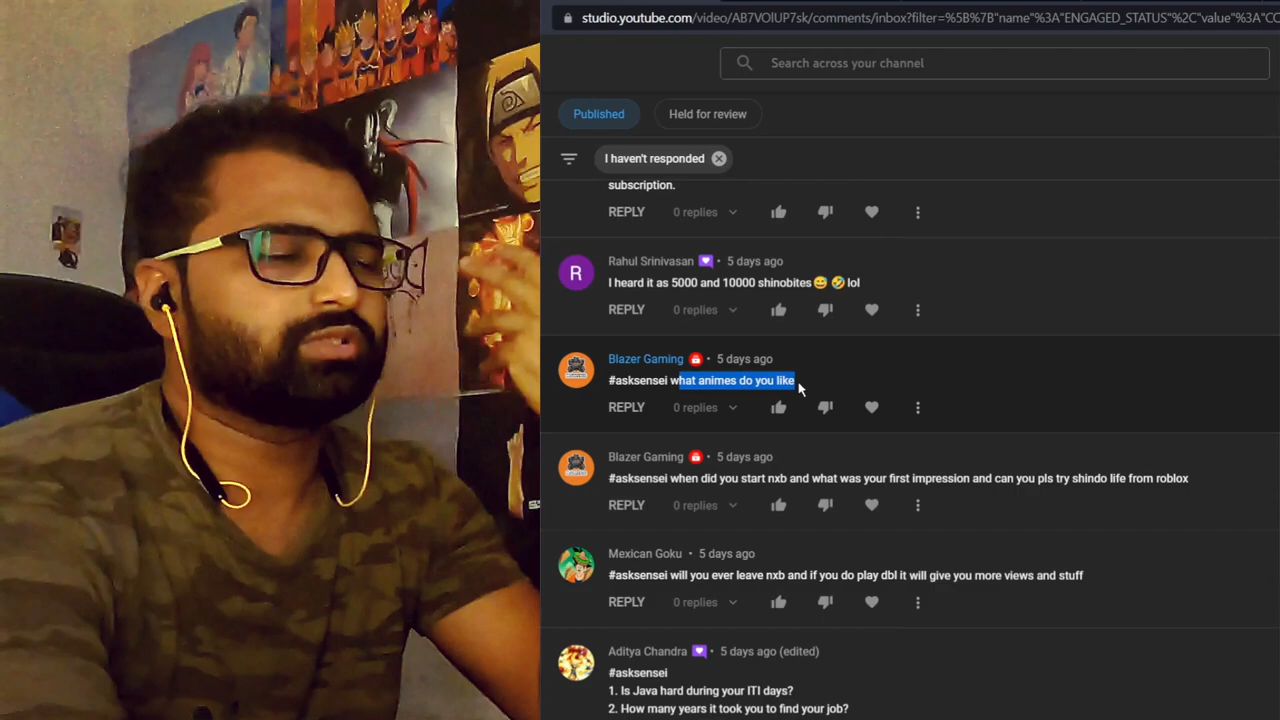 studio.youtube.com/video/AB7VOlUP7sk/comments/inbox?filter=%5B%7B"name"%3A"ENGAGED_STATUS"%2C"value"%3A"CC
Search across your channel
Published
Held for review
I haven't responded
subscription.
REPLY 0 replies
R
Rahul Srinivasan • 5 days ago
I heard it as 5000 and 10000 shinobites😅 🤣 lol
REPLY 0 replies
Blazer Gaming • 5 days ago
#asksensei what animes do you like
REPLY 0 replies
Blazer Gaming • 5 days ago
#asksensei when did you start nxb and what was your first impression and can you pls try shindo life from roblox
REPLY 0 replies
Mexican Goku • 5 days ago
#asksensei will you ever leave nxb and if you do play dbl it will give you more views and stuff
REPLY 0 replies
Aditya Chandra • 5 days ago (edited)
#asksensei
1. Is Java hard during your ITI days?
2. How many years it took you to find your job?